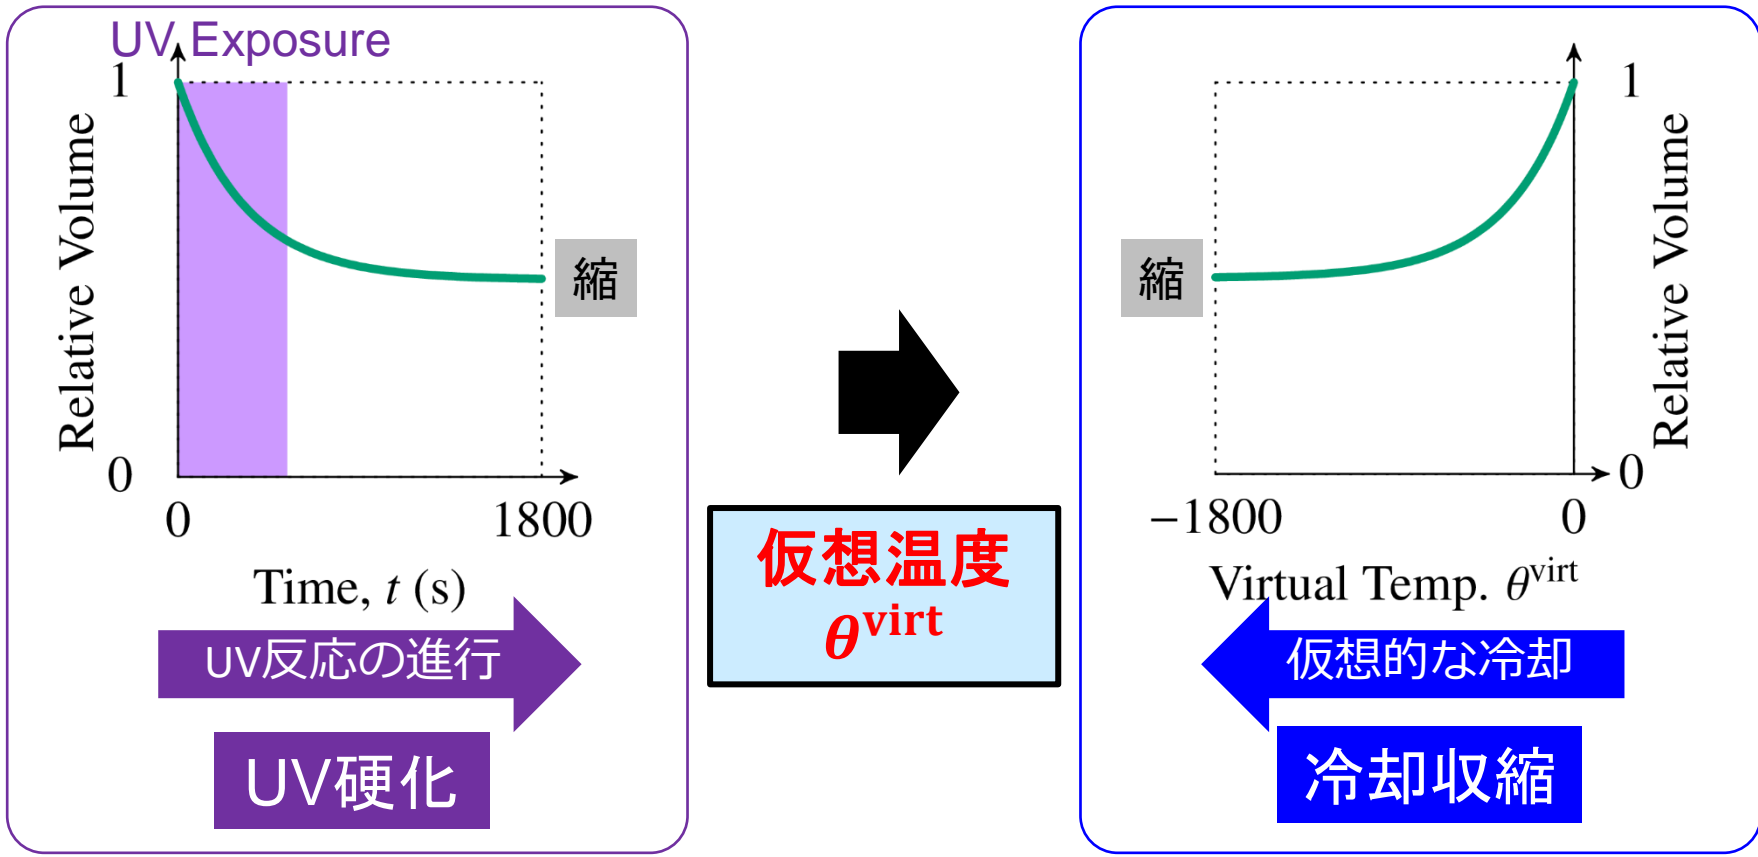 UV Exposure
1
Relative Volume
0
0
1800
縮
Time, t (s)
UV反応の進行
UV硬化
仮想温度
θ^virt
1
Relative Volume
0
縮
−1800
0
Virtual Temp. θ^virt
仮想的な冷却
冷却収縮